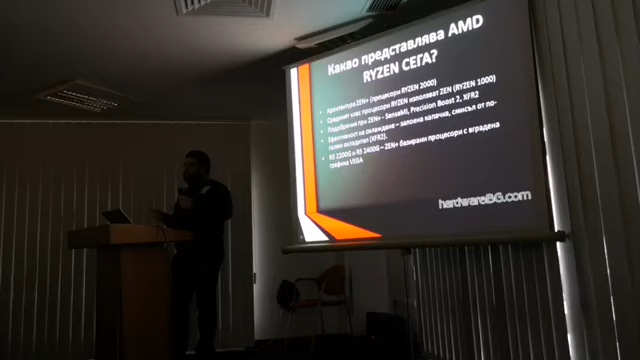 Какво представлява AMD
RYZEN СЕГА?
Архитектура ZEN+ (процесори RYZEN 2000)
Средният клас процесори RYZEN използват ZEN (RYZEN 1000)
Подобрения при ZEN+ - SenseMI, Precision Boost 2, XFR2
Ефективност на охлаждане – запоена капачка, смисъл от по-
голям охладител (XFR2).
R3 2200G и R5 2400G – ZEN+ базирани процесори с вградена
графика VEGA
hardwareBG.com